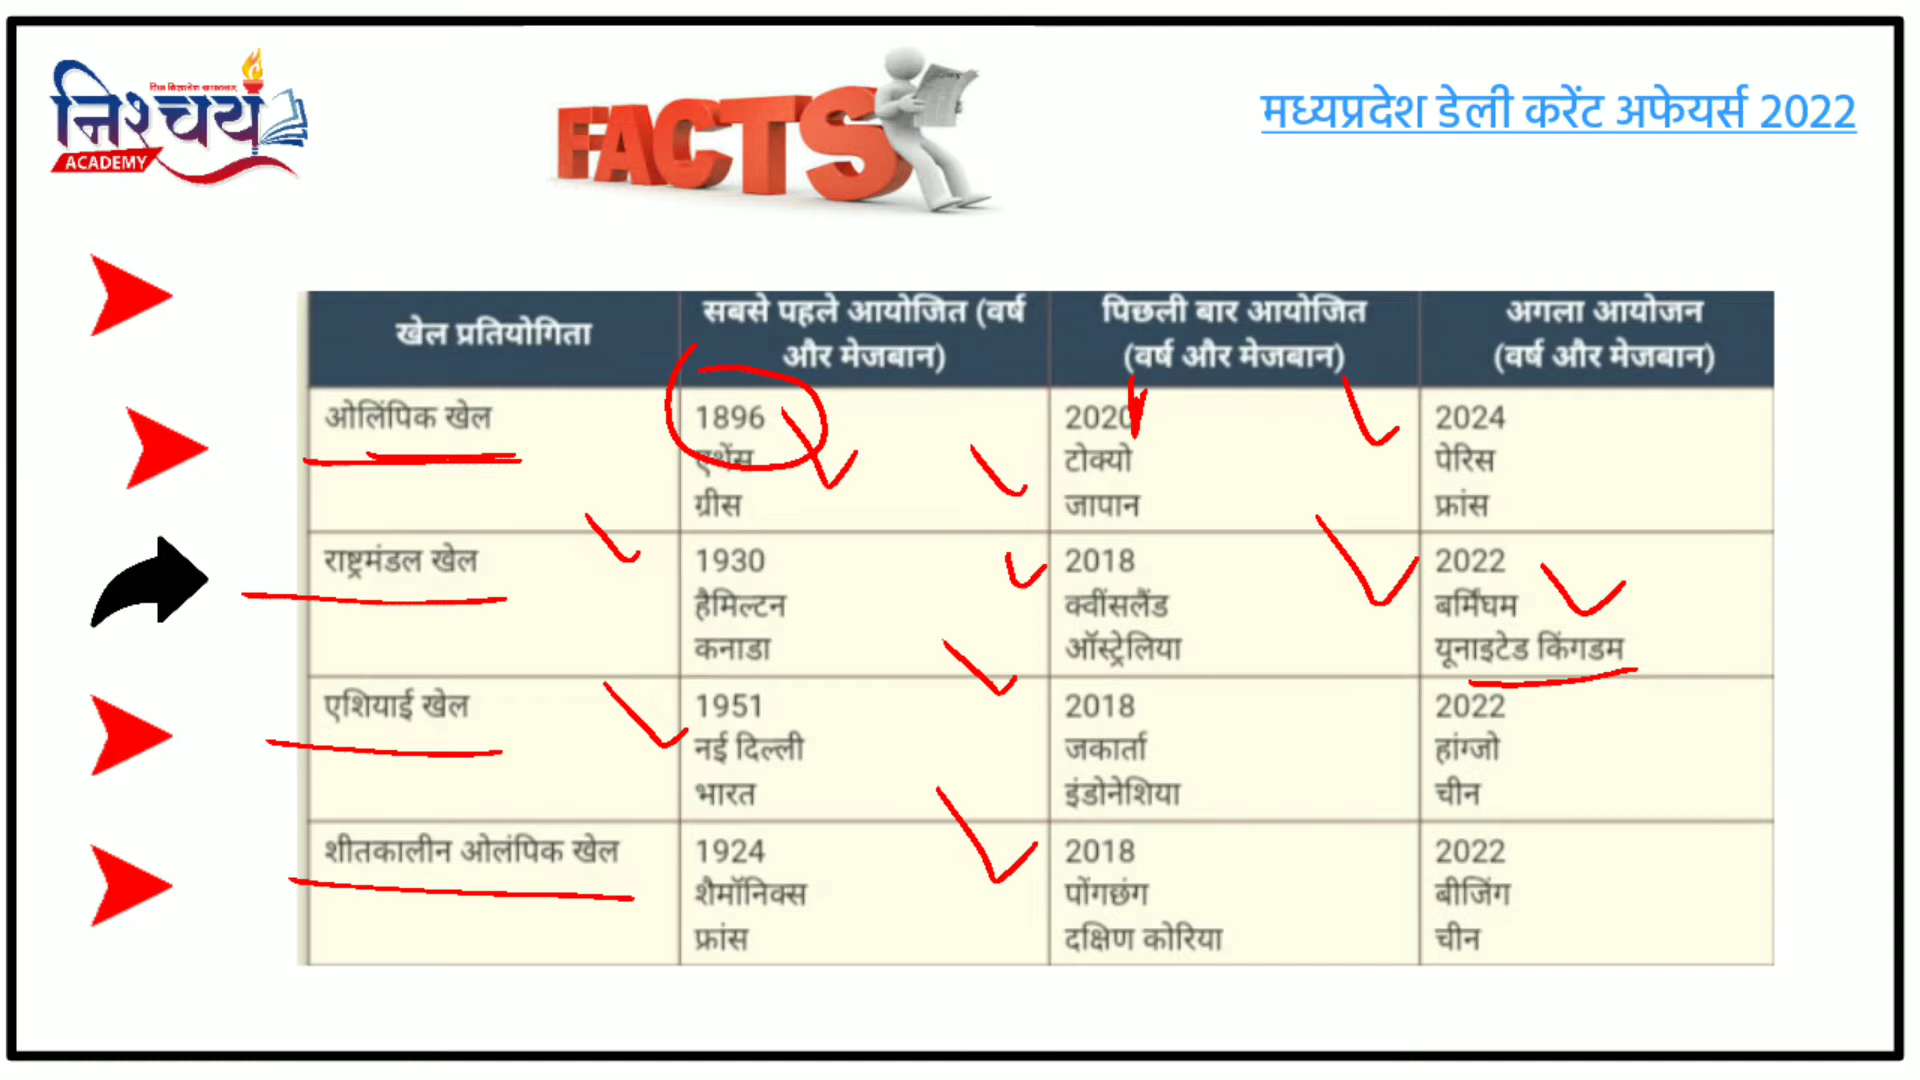 निश्चय
ACADEMY
FACTS
मध्यप्रदेश डेली करेंट अफेयर्स 2022
खेल प्रतियोगिता
सबसे पहले आयोजित (वर्ष
और मेजबान)
पिछली बार आयोजित
(वर्ष और मेजबान)
अगला आयोजन
(वर्ष और मेजबान)
ओलिंपिक खेल
1896
एथेंस
ग्रीस
2020
टोक्यो
जापान
2024
पेरिस
फ्रांस
राष्ट्रमंडल खेल
1930
हैमिल्टन
कनाडा
2018
क्वींसलैंड
ऑस्ट्रेलिया
2022
बर्मिंघम
यूनाइटेड किंगडम
एशियाई खेल
1951
नई दिल्ली
भारत
2018
जकार्ता
इंडोनेशिया
2022
हांग्जो
चीन
शीतकालीन ओलंपिक खेल
1924
शैमॉनिक्स
फ्रांस
2018
पोंगछंग
दक्षिण कोरिया
2022
बीजिंग
चीन